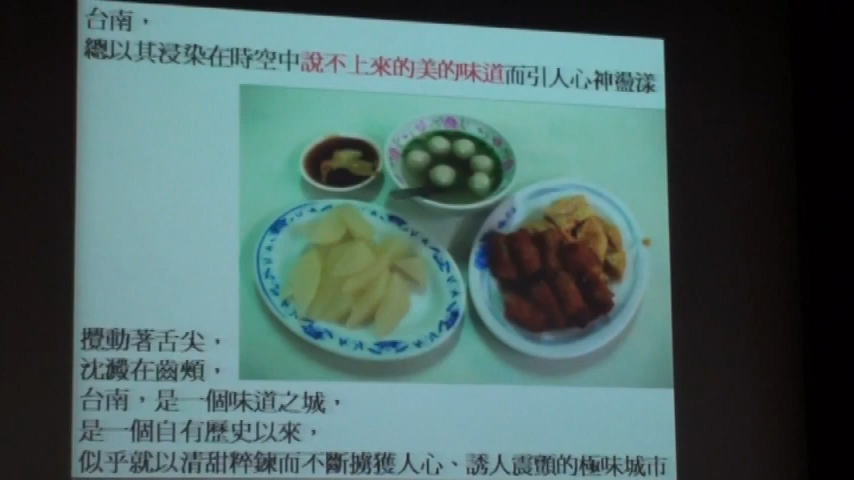 台南，
總以其浸染在時空中說不上來的美的味道而引人心神盪漾
攪動著舌尖，
沈澱在齒頰，
台南，是一個味道之城，
是一個自有歷史以來，
似乎就以清甜粹鍊而不斷擄獲人心、誘人震顫的極味城市